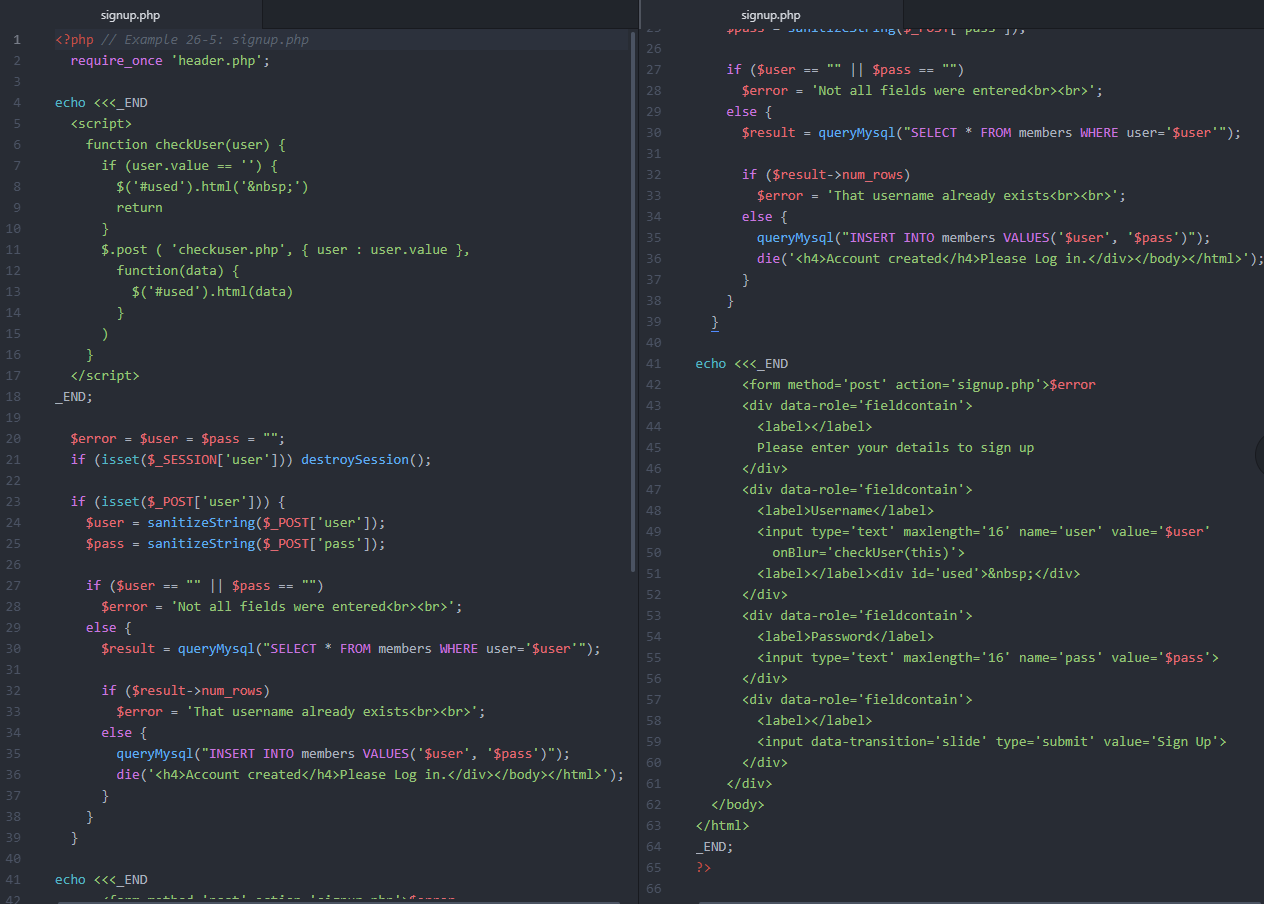 signup.php
1 <?php // Example 26-5: signup.php
2   require_once 'header.php';
3
4 echo <<<_END
5   <script>
6     function checkUser(user) {
7       if (user.value == '') {
8         $('#used').html('&nbsp;')
9         return
10       }
11       $.post ( 'checkuser.php', { user : user.value },
12         function(data) {
13           $('#used').html(data)
14         }
15       )
16     }
17   </script>
18 _END;
19
20   $error = $user = $pass = "";
21   if (isset($_SESSION['user'])) destroySession();
22
23   if (isset($_POST['user'])) {
24     $user = sanitizeString($_POST['user']);
25     $pass = sanitizeString($_POST['pass']);
26
27     if ($user == "" || $pass == "")
28       $error = 'Not all fields were entered<br><br>';
29     else {
30       $result = queryMysql("SELECT * FROM members WHERE user='$user'");
31
32       if ($result->num_rows)
33         $error = 'That username already exists<br><br>';
34       else {
35         queryMysql("INSERT INTO members VALUES('$user', '$pass')");
36         die('<h4>Account created</h4>Please Log in.</div></body></html>');
37       }
38     }
39   }
40
41 echo <<<_END
42       <form method='post' action='signup.php'>$error
signup.php
25     $pass = sanitizeString($_POST['pass']);
26
27     if ($user == "" || $pass == "")
28       $error = 'Not all fields were entered<br><br>';
29     else {
30       $result = queryMysql("SELECT * FROM members WHERE user='$user'");
31
32       if ($result->num_rows)
33         $error = 'That username already exists<br><br>';
34       else {
35         queryMysql("INSERT INTO members VALUES('$user', '$pass')");
36         die('<h4>Account created</h4>Please Log in.</div></body></html>');
37       }
38     }
39   }
40
41 echo <<<_END
42       <form method='post' action='signup.php'>$error
43       <div data-role='fieldcontain'>
44         <label></label>
45         Please enter your details to sign up
46       </div>
47       <div data-role='fieldcontain'>
48         <label>Username</label>
49         <input type='text' maxlength='16' name='user' value='$user'
50           onBlur='checkUser(this)'>
51         <label></label><div id='used'>&nbsp;</div>
52       </div>
53       <div data-role='fieldcontain'>
54         <label>Password</label>
55         <input type='text' maxlength='16' name='pass' value='$pass'>
56       </div>
57       <div data-role='fieldcontain'>
58         <label></label>
59         <input data-transition='slide' type='submit' value='Sign Up'>
60       </div>
61     </div>
62   </body>
63 </html>
64 _END;
65 ?>
66